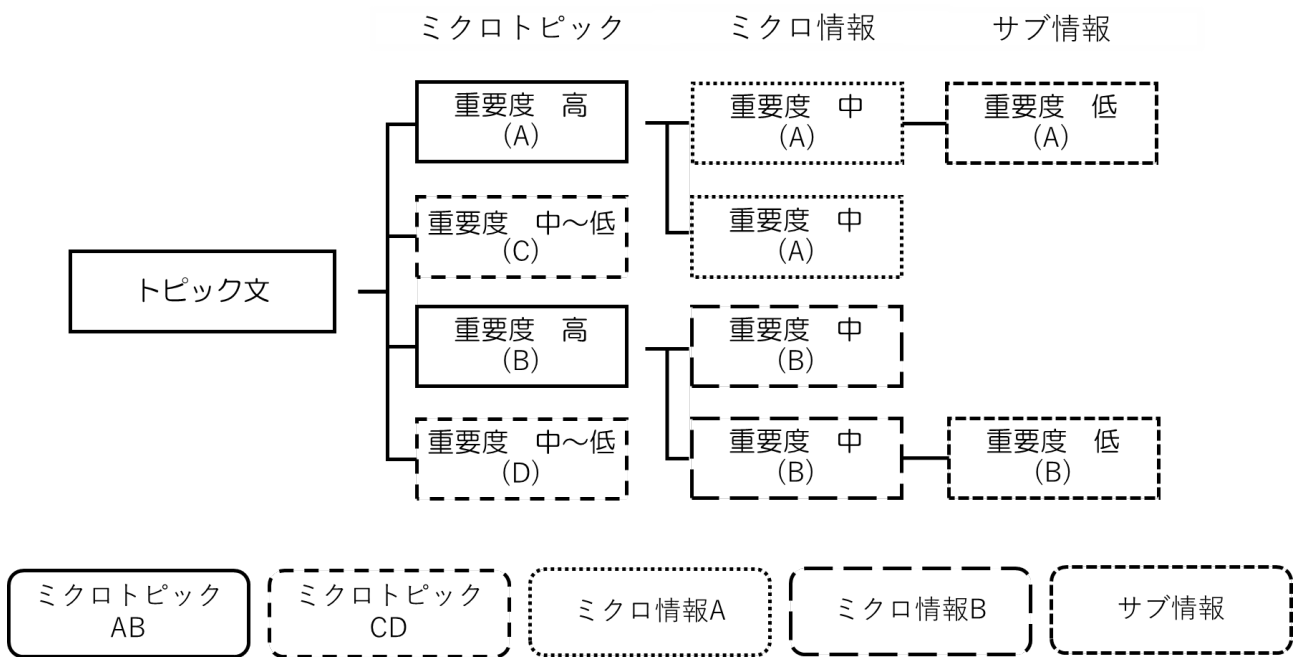 ミクロトピック
ミクロ情報
サブ情報
重要度 高
(A)
重要度 中
(A)
重要度 低
(A)
重要度 中～低
(C)
重要度 中
(A)
トピック文
重要度 高
(B)
重要度 中
(B)
重要度 中～低
(D)
重要度 中
(B)
重要度 低
(B)
ミクロトピック
AB
ミクロトピック
CD
ミクロ情報A
ミクロ情報B
サブ情報